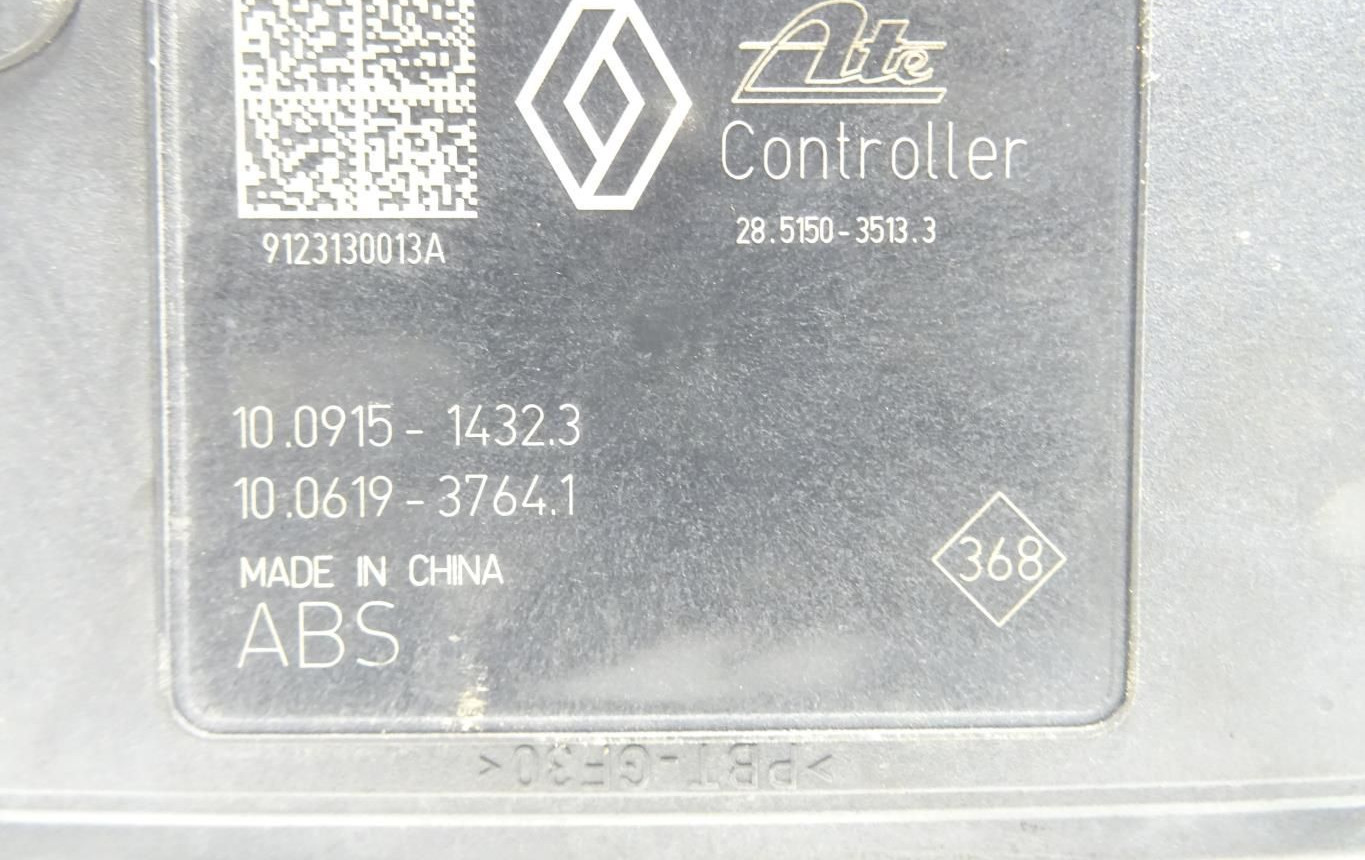 Ate
Controller
28.5150-3513.3
9123130013A
10.0915- 1432.3
10.0619-3764.1
MADE IN CHINA
ABS
368
>PBT-GF30<